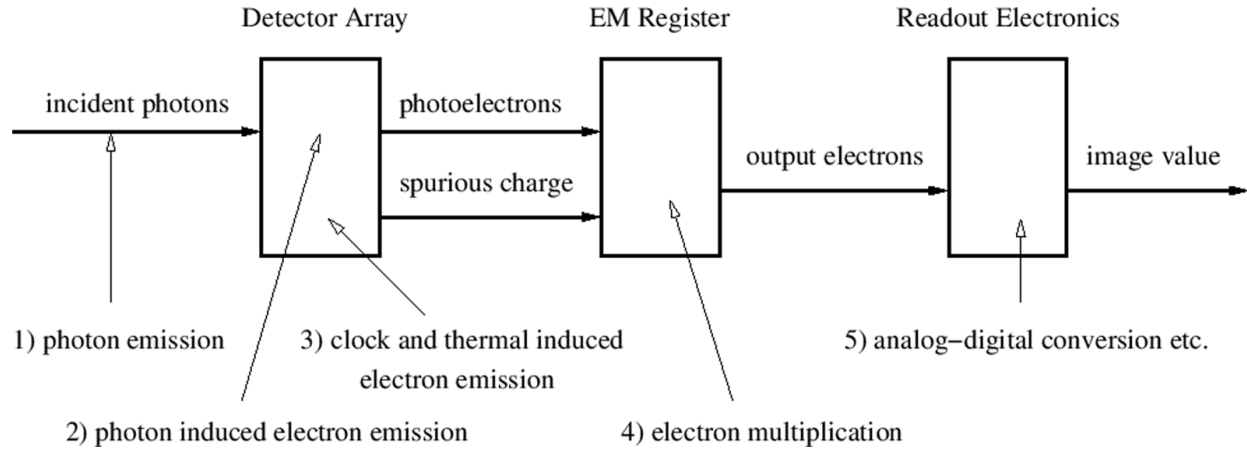 Detector Array
EM Register
Readout Electronics
incident photons
photoelectrons
spurious charge
output electrons
image value
1) photon emission
3) clock and thermal induced
electron emission
5) analog−digital conversion etc.
2) photon induced electron emission
4) electron multiplication